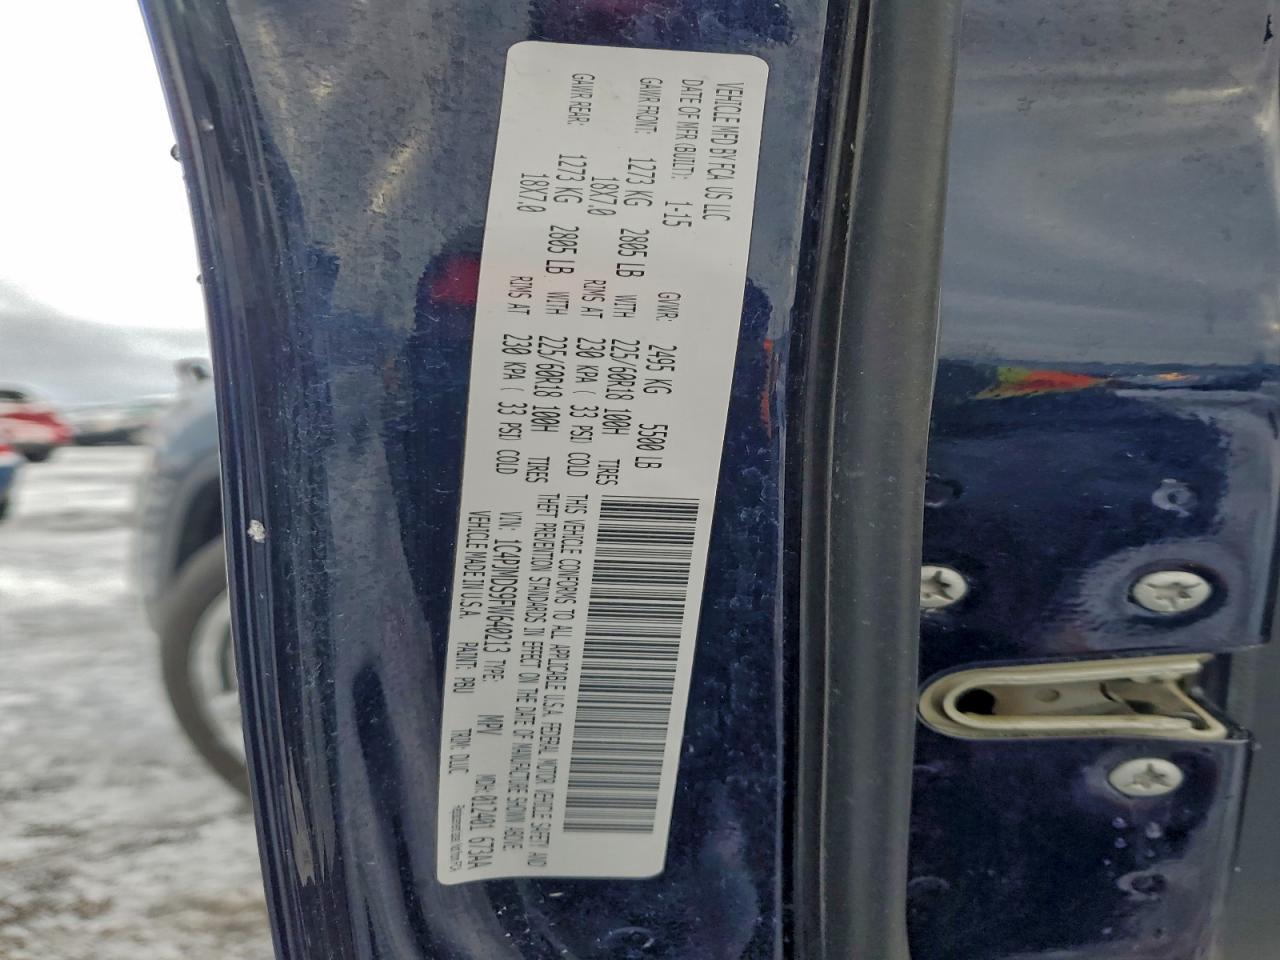 VEHICLE MFD BY FCA US LLC
DATE OF MFR (BUILT): 1-15 GVWR: 2495 KG 5500 LB
GAWR FRONT: 1273 KG 2805 LB WITH 225/60R18 100H TIRES
18X7.0 RIMS AT 230 KPA ( 33 PSI) COLD
GAWR REAR: 1273 KG 2805 LB WITH 225/60R18 100H TIRES
18X7.0 RIMS AT 230 KPA ( 33 PSI) COLD
THIS VEHICLE CONFORMS TO ALL APPLICABLE U.S.A. FEDERAL MOTOR VEHICLE SAFETY AND
THEFT PREVENTION STANDARDS IN EFFECT ON THE DATE OF MANUFACTURE SHOWN ABOVE.
VIN: 1C4PJMDS9FW640213 TYPE: MPV MDH: 012401 673AA
VEHICLE MADE IN U.S.A. PAINT: PBU TRIM: DLLC